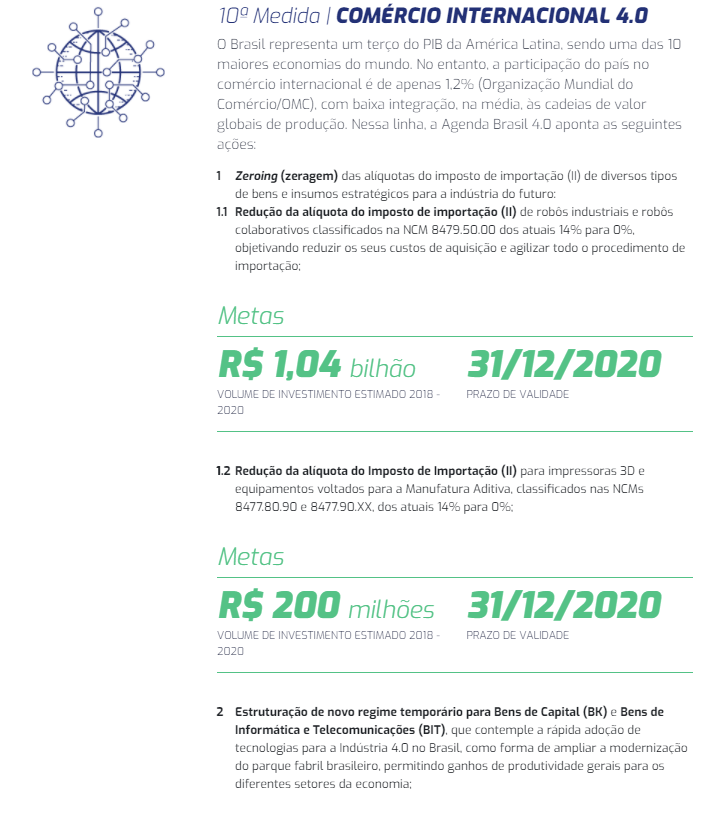 10ª Medida | COMÉRCIO INTERNACIONAL 4.0
O Brasil representa um terço do PIB da América Latina, sendo uma das 10
maiores economias do mundo. No entanto, a participação do país no
comércio internacional é de apenas 1,2% (Organização Mundial do
Comércio/OMC), com baixa integração, na média, às cadeias de valor
globais de produção. Nessa linha, a Agenda Brasil 4.0 aponta as seguintes
ações:
1 Zeroing (zeragem) das alíquotas do imposto de importação (II) de diversos tipos
de bens e insumos estratégicos para a indústria do futuro:
1.1 Redução da alíquota do imposto de importação (II) de robôs industriais e robôs
colaborativos classificados na NCM 8479.50.00 dos atuais 14% para 0%,
objetivando reduzir os seus custos de aquisição e agilizar todo o procedimento de
importação;
Metas
R$ 1,04 bilhão 31/12/2020
VOLUME DE INVESTIMENTO ESTIMADO 2018 - PRAZO DE VALIDADE
2020
1.2 Redução da alíquota do Imposto de Importação (II) para impressoras 3D e
equipamentos voltados para a Manufatura Aditiva, classificados nas NCMs
8477.80.90 e 8477.90.XX, dos atuais 14% para 0%;
Metas
R$ 200 milhões 31/12/2020
VOLUME DE INVESTIMENTO ESTIMADO 2018 - PRAZO DE VALIDADE
2020
2 Estruturação de novo regime temporário para Bens de Capital (BK) e Bens de
Informática e Telecomunicações (BIT), que contemple a rápida adoção de
tecnologias para a Indústria 4.0 no Brasil, como forma de ampliar a modernização
do parque fabril brasileiro, permitindo ganhos de produtividade gerais para os
diferentes setores da economia;